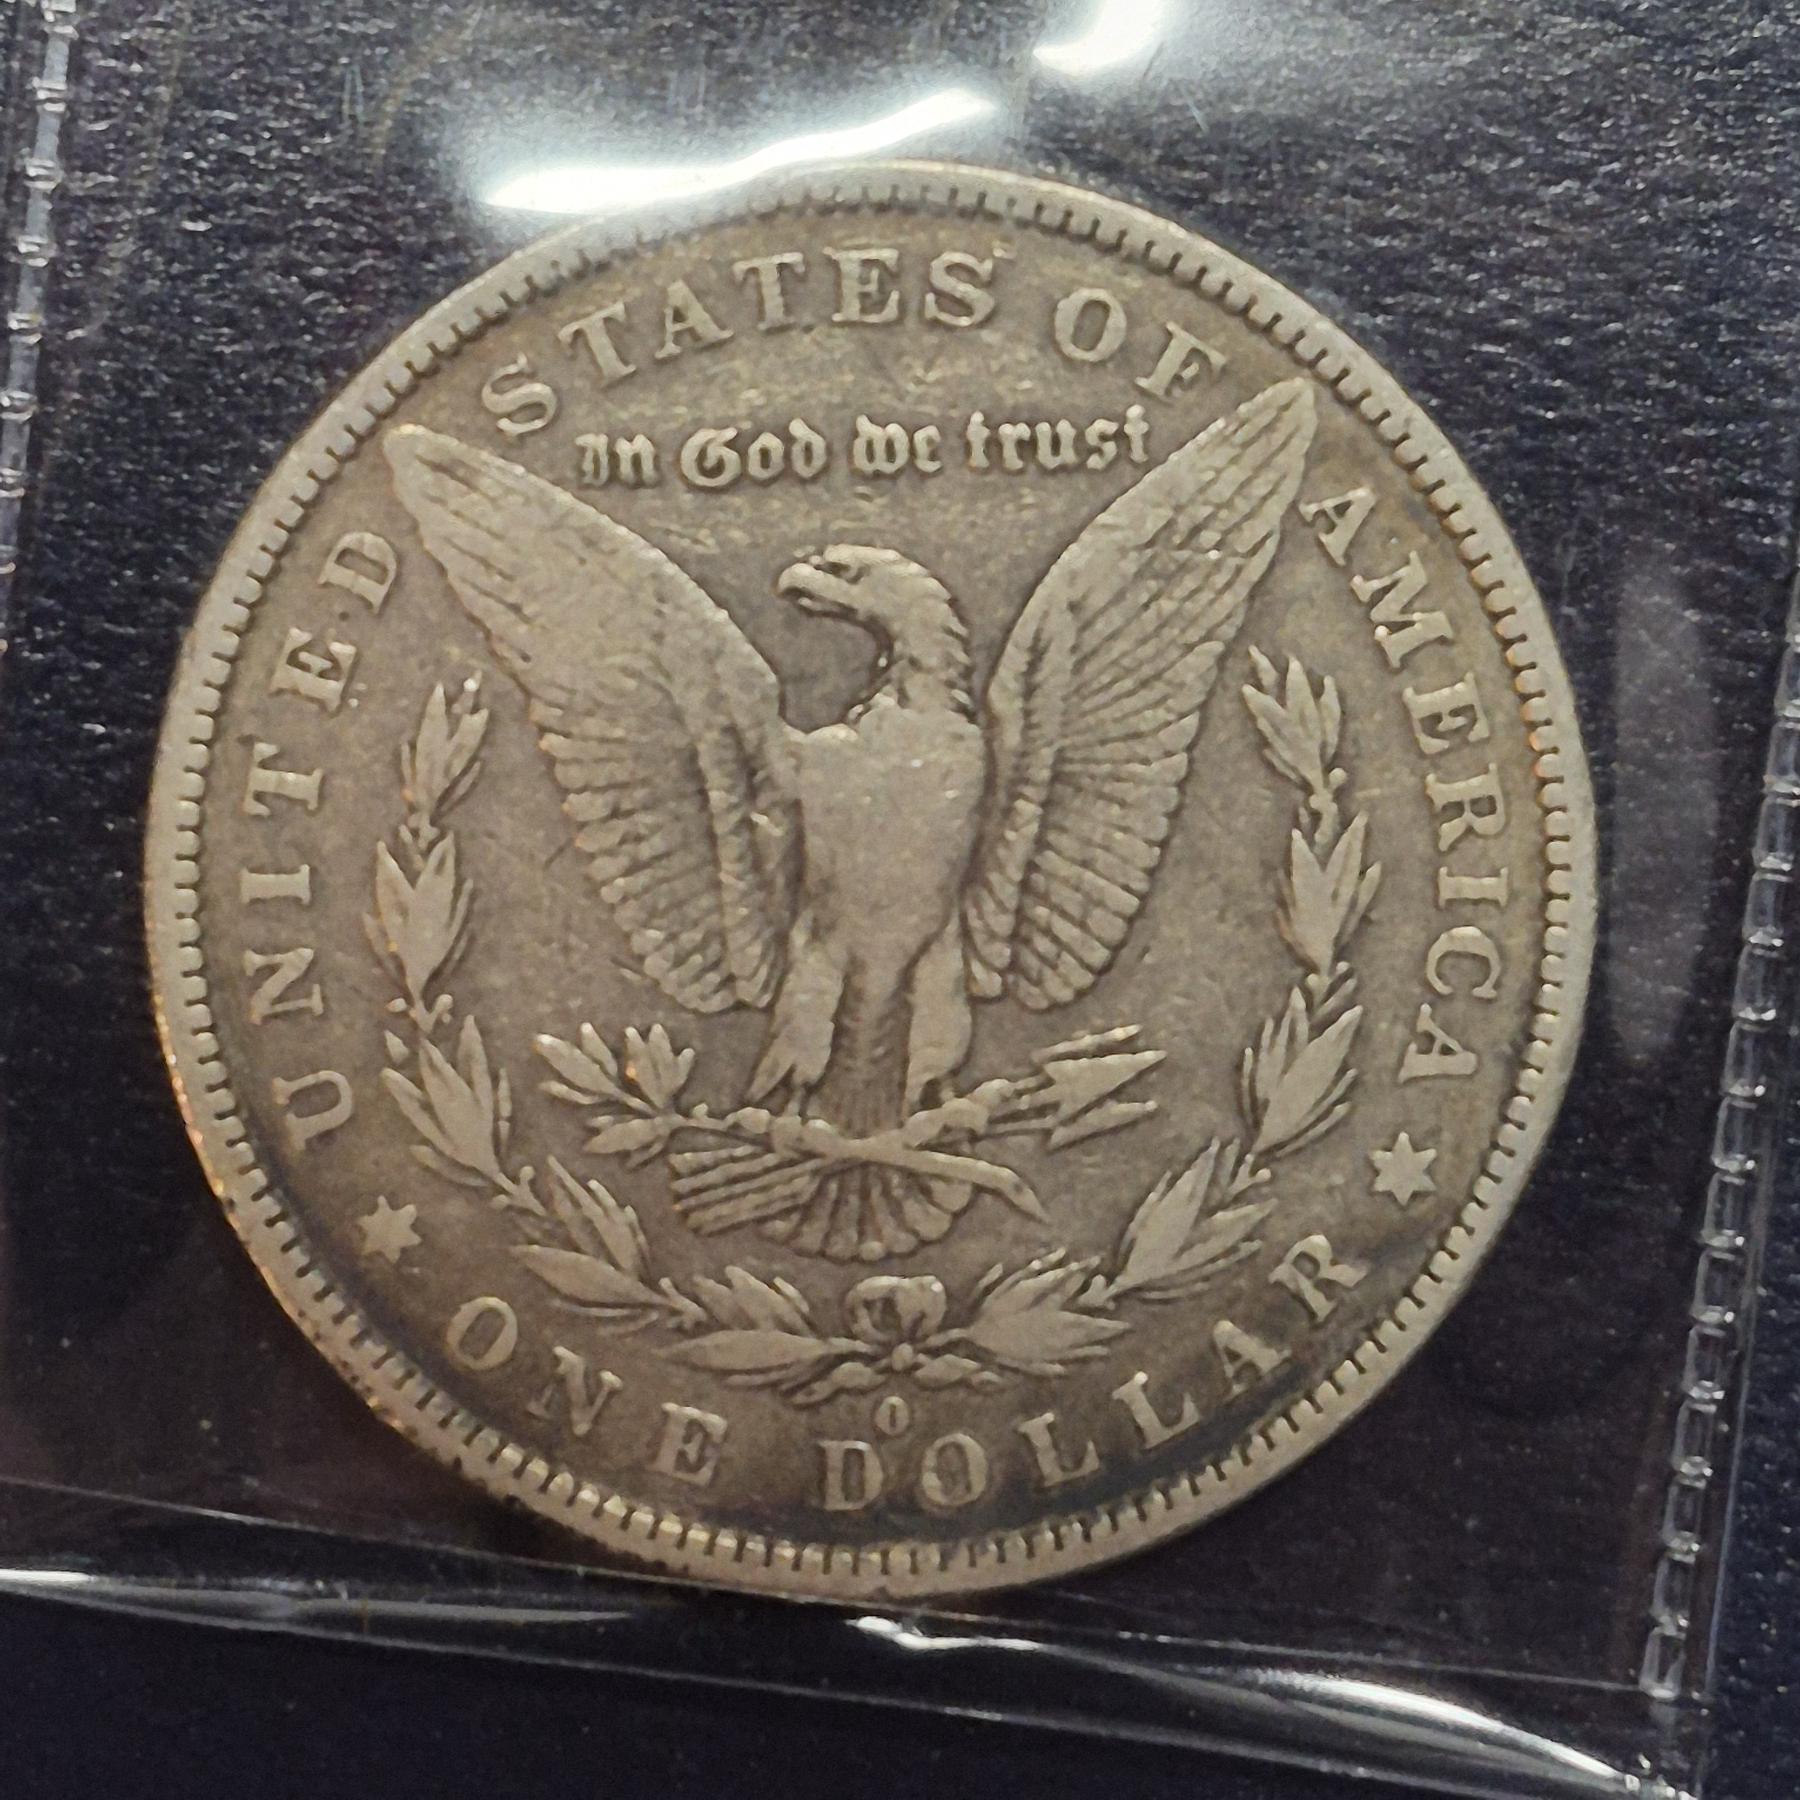 UNITED STATES OF AMERICA
In God we trust
O
ONE DOLLAR